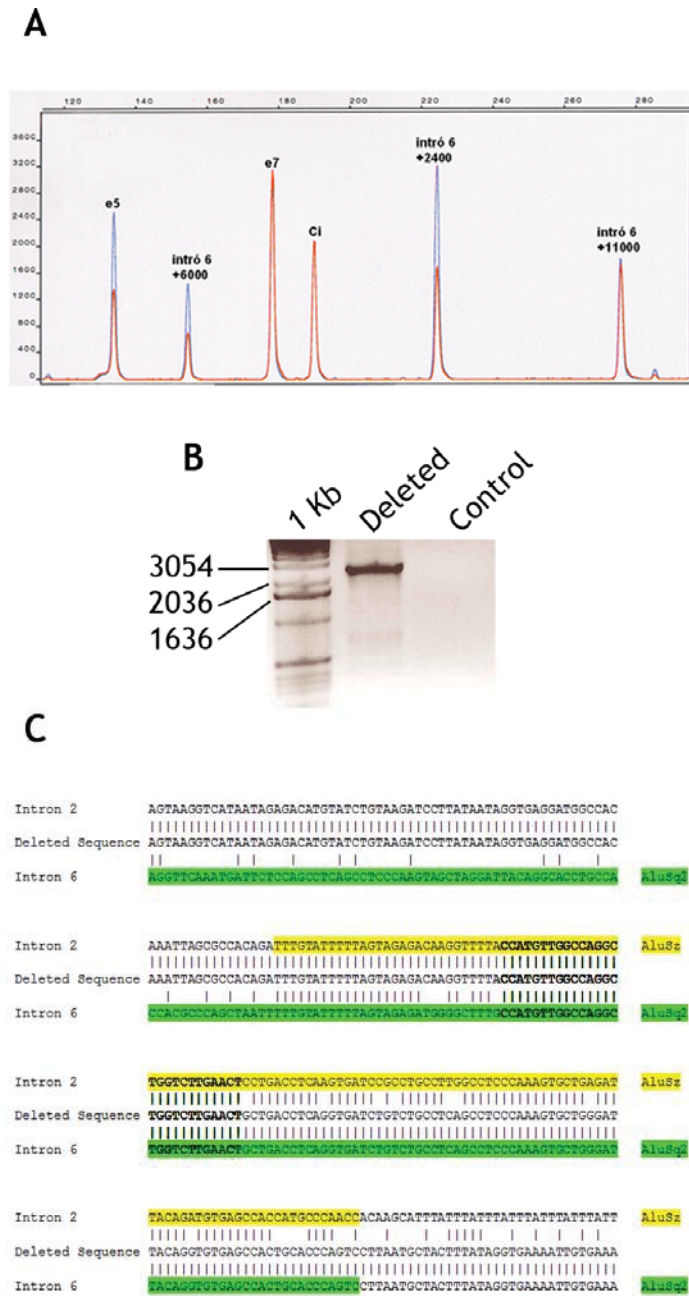 A
120 140 160 180 200 220 240 260 280
3600
3200
2800
2400
2000
1600
1200
800
400
0
e5
intró 6
+6000
e7
Ci
intró 6
+2400
intró 6
+11000
B
1 Kb Deleted Control
3054
2036
1636
C
Intron 2 AGTAAGGTCATAATAGAGACATGTATCTGTAAGATCCTTATAATAGGTGAGGATGGCCAC
Deleted Sequence AGTAAGGTCATAATAGAGACATGTATCTGTAAGATCCTTATAATAGGTGAGGATGGCCAC
Intron 6 AGGTTCAAATGATTCTCCAGCCTCAGCCTCCCAAGTAGCTAGGATTACAGGCACCTGCCA AluSq2
Intron 2 AAATTAGCGCCACAGATTTGTATTTTTAGTAGAGACAAGGTTTTACCATGTTGGCCAGGC AluSz
Deleted Sequence AAATTAGCGCCACAGATTTGTATTTTTAGTAGAGACAAGGTTTTACCATGTTGGCCAGGC
Intron 6 CCACGCCCAGCTAATTTTTGTATTTTTAGTAGAGATGGGGCTTTGCCATGTTGGCCAGGC AluSq2
Intron 2 TGGTCTTGAACTCCTGACCTCAAGTGATCCGCCTGCCTTGGCCTCCCAAAGTGCTGAGAT AluSz
Deleted Sequence TGGTCTTGAACTGCTGACCTCAGGTGATCTGTCTGCCTCAGCCTCCCAAAGTGCTGGGAT
Intron 6 TGGTCTTGAACTGCTGACCTCAGGTGATCTGTCTGCCTCAGCCTCCCAAAGTGCTGGGAT AluSq2
Intron 2 TACAGATGTGAGCCACCATGCCCAACCACAAGCATTTATTTATTTATTTATTTATTTATT AluSz
Deleted Sequence TACAGGTGTGAGCCACTGCACCCAGTCCTTAATGCTACTTTATAGGTGAAAATTGTGAAA
Intron 6 TACAGGTGTGAGCCACTGCACCCAGTCCTTAATGCTACTTTATAGGTGAAAATTGTGAAA AluSq2